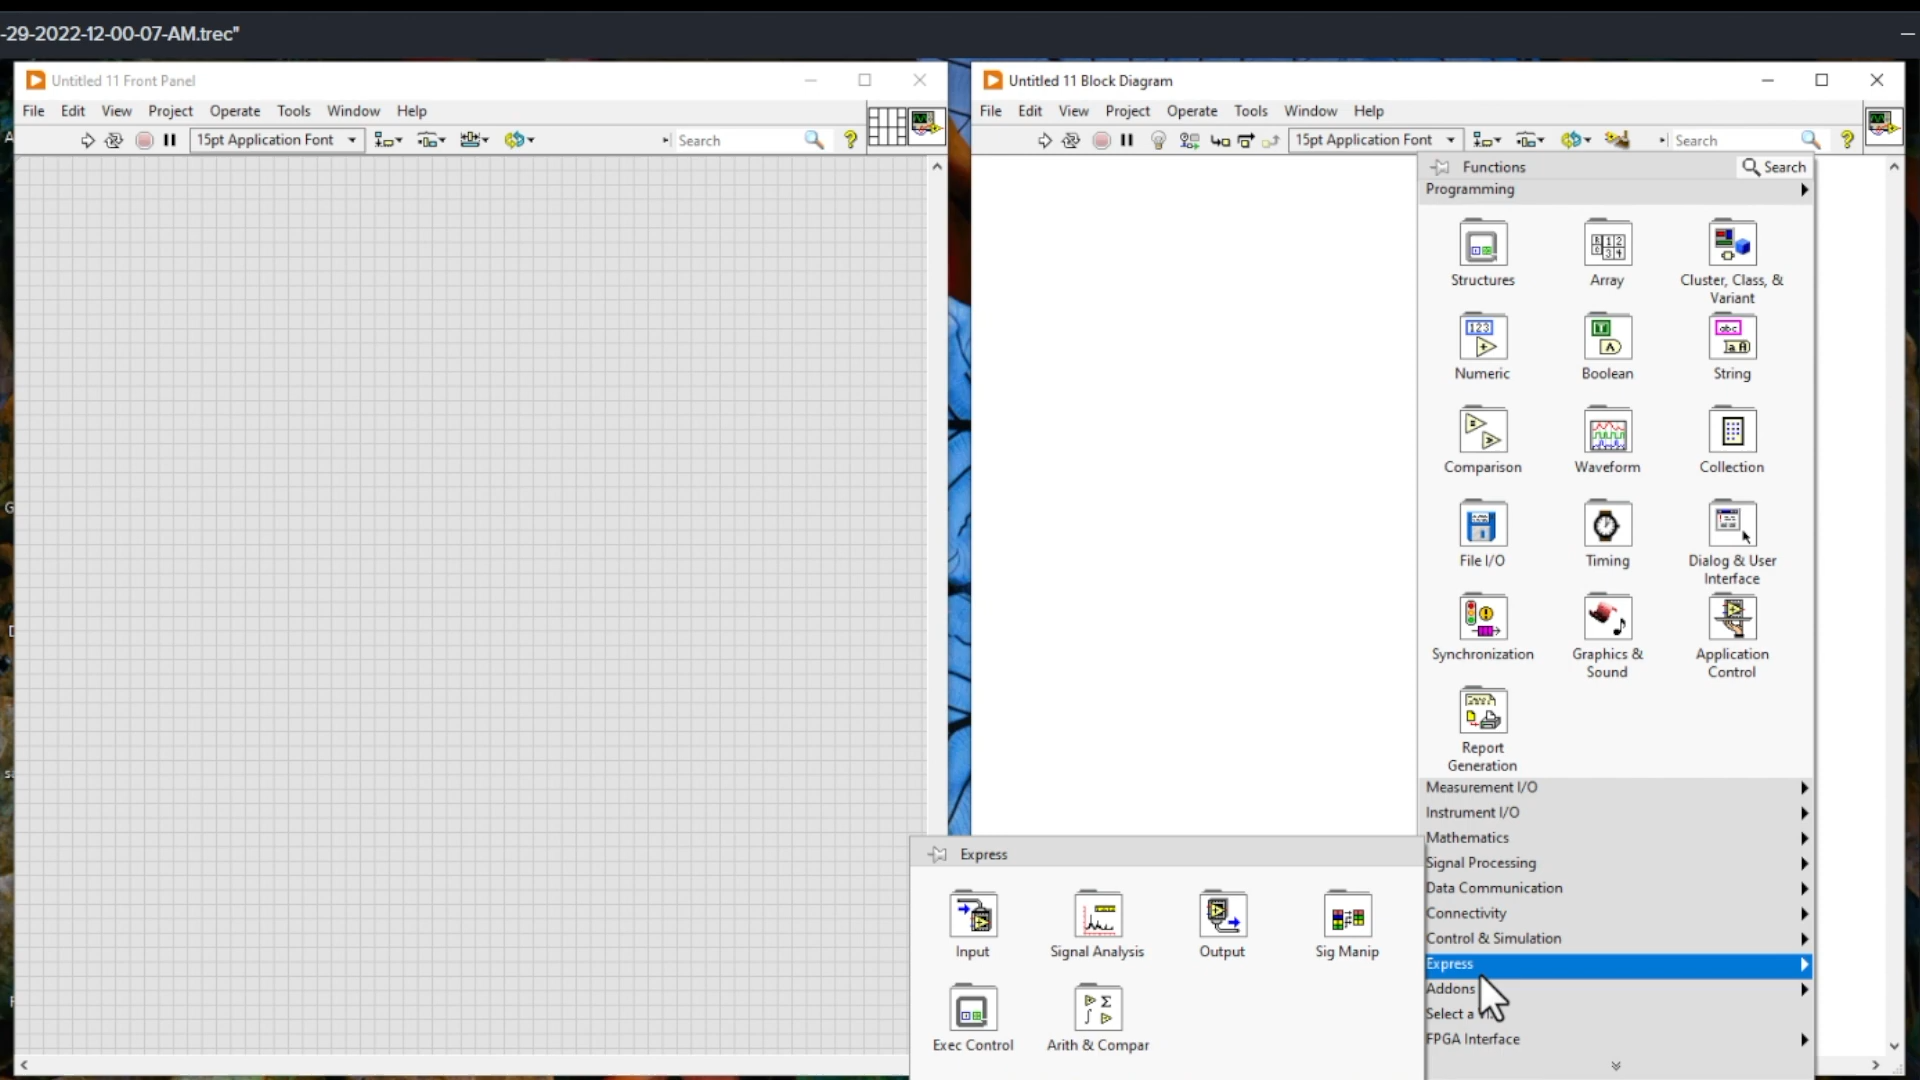 -29-2022-12-00-07-AM.trec"
Untitled 11 Front Panel
File Edit View Project Operate Tools Window Help
15pt Application Font
Search
Untitled 11 Block Diagram
File Edit View Project Operate Tools Window Help
15pt Application Font
Search
Functions
Search
Programming
Structures
Array
Cluster, Class, &
Variant
Numeric
Boolean
String
Comparison
Waveform
Collection
File I/O
Timing
Dialog & User
Interface
Synchronization
Graphics &
Sound
Application
Control
Report
Generation
Measurement I/O
Instrument I/O
Mathematics
Signal Processing
Data Communication
Connectivity
Control & Simulation
Express
Addons
Select a
FPGA Interface
Express
Input
Signal Analysis
Output
Sig Manip
Exec Control
Arith & Compar